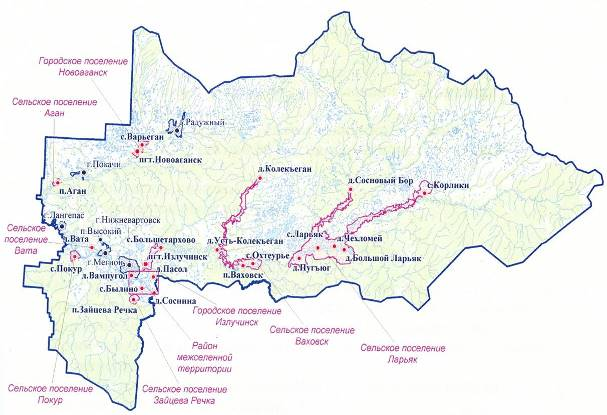 Городское поселение
Новоаганск
Сельское поселение
Аган
г.Радужный
с.Варьеган
пгт.Новоаганск
г.Покачи
п.Аган
д.Колекъеган
д.Сосновый Бор
с.Корлики
г.Лангепас
Сельское
поселение
Вата
г.Нижневартовск
п.Высокий
д.Вата
с.Большетархово
г.Мегион
с.Покур
пгт.Излучинск
д.Вампугол
д.Пасол
с.Былино
д.Соснина
п.Зайцева Речка
д.Усть-Колекъеган
с.Охтеурье
п.Ваховск
с.Ларьяк
д.Чехломей
д.Большой Ларьяк
д.Пугьюг
Городское поселение
Излучинск
Сельское поселение
Ваховск
Сельское поселение
Ларьяк
Район
межселенной
территории
Сельское поселение
Покур
Сельское поселение
Зайцева Речка